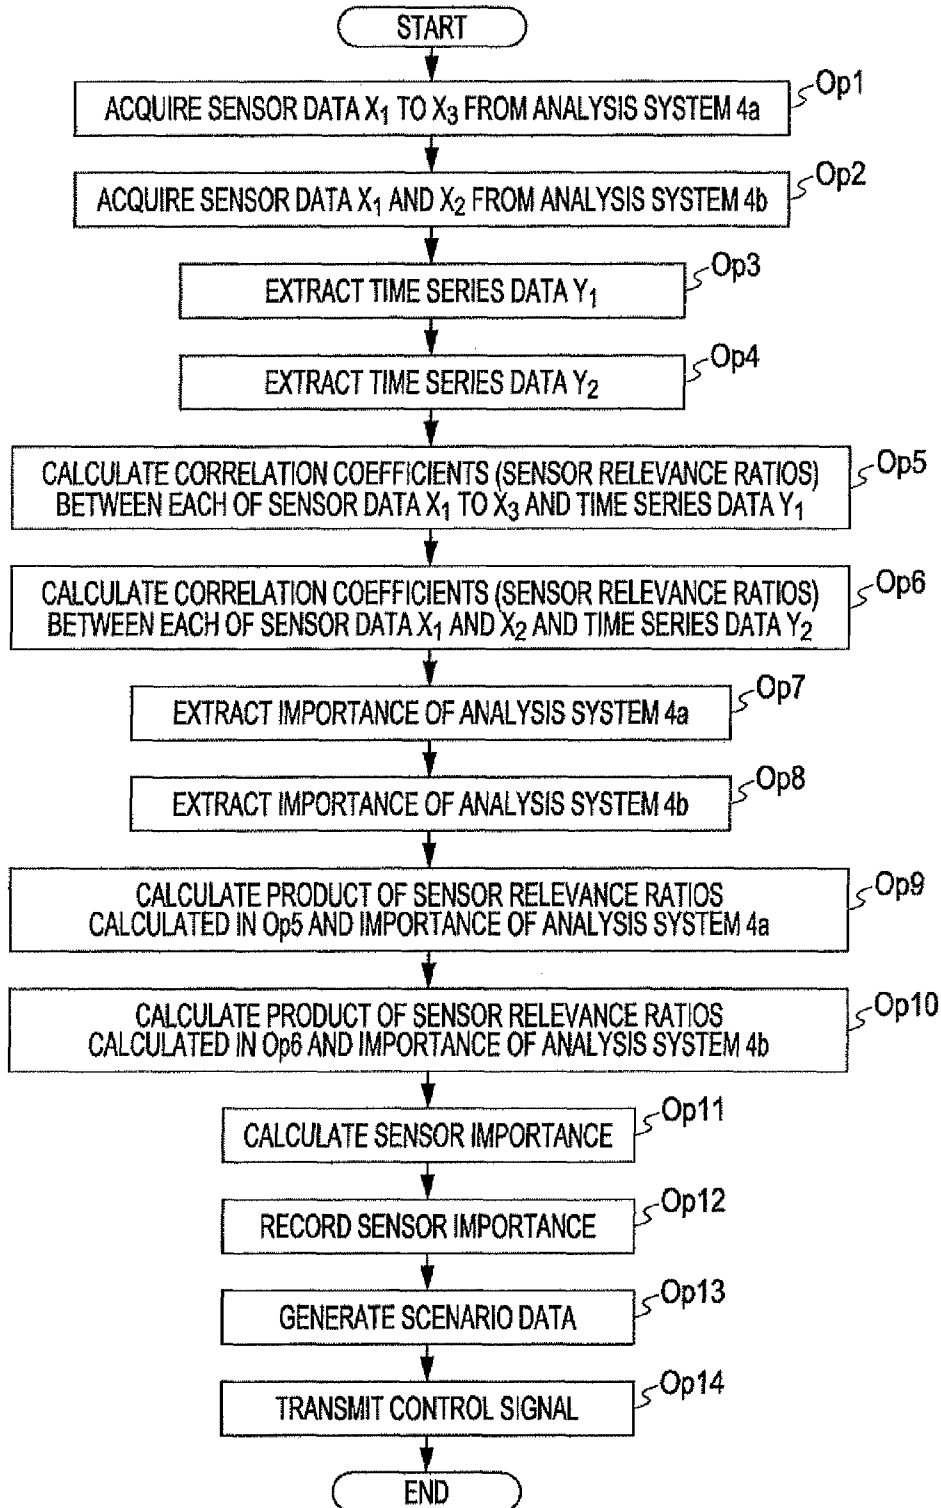 START
Op1
ACQUIRE SENSOR DATA X1 TO X3 FROM ANALYSIS SYSTEM 4a
Op2
ACQUIRE SENSOR DATA X1 AND X2 FROM ANALYSIS SYSTEM 4b
Op3
EXTRACT TIME SERIES DATA Y1
Op4
EXTRACT TIME SERIES DATA Y2
Op5
CALCULATE CORRELATION COEFFICIENTS (SENSOR RELEVANCE RATIOS)
BETWEEN EACH OF SENSOR DATA X1 TO X3 AND TIME SERIES DATA Y1
Op6
CALCULATE CORRELATION COEFFICIENTS (SENSOR RELEVANCE RATIOS)
BETWEEN EACH OF SENSOR DATA X1 AND X2 AND TIME SERIES DATA Y2
Op7
EXTRACT IMPORTANCE OF ANALYSIS SYSTEM 4a
Op8
EXTRACT IMPORTANCE OF ANALYSIS SYSTEM 4b
Op9
CALCULATE PRODUCT OF SENSOR RELEVANCE RATIOS
CALCULATED IN Op5 AND IMPORTANCE OF ANALYSIS SYSTEM 4a
Op10
CALCULATE PRODUCT OF SENSOR RELEVANCE RATIOS
CALCULATED IN Op6 AND IMPORTANCE OF ANALYSIS SYSTEM 4b
Op11
CALCULATE SENSOR IMPORTANCE
Op12
RECORD SENSOR IMPORTANCE
Op13
GENERATE SCENARIO DATA
Op14
TRANSMIT CONTROL SIGNAL
END